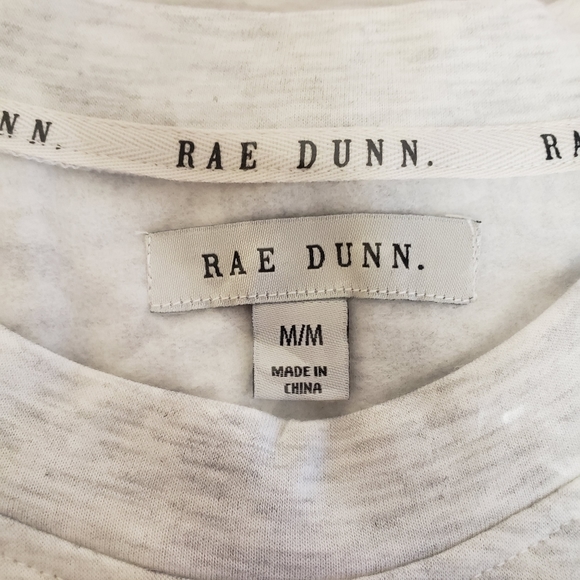 NN. RAE DUNN. RA
RAE DUNN.
M/M
MADE IN
CHINA